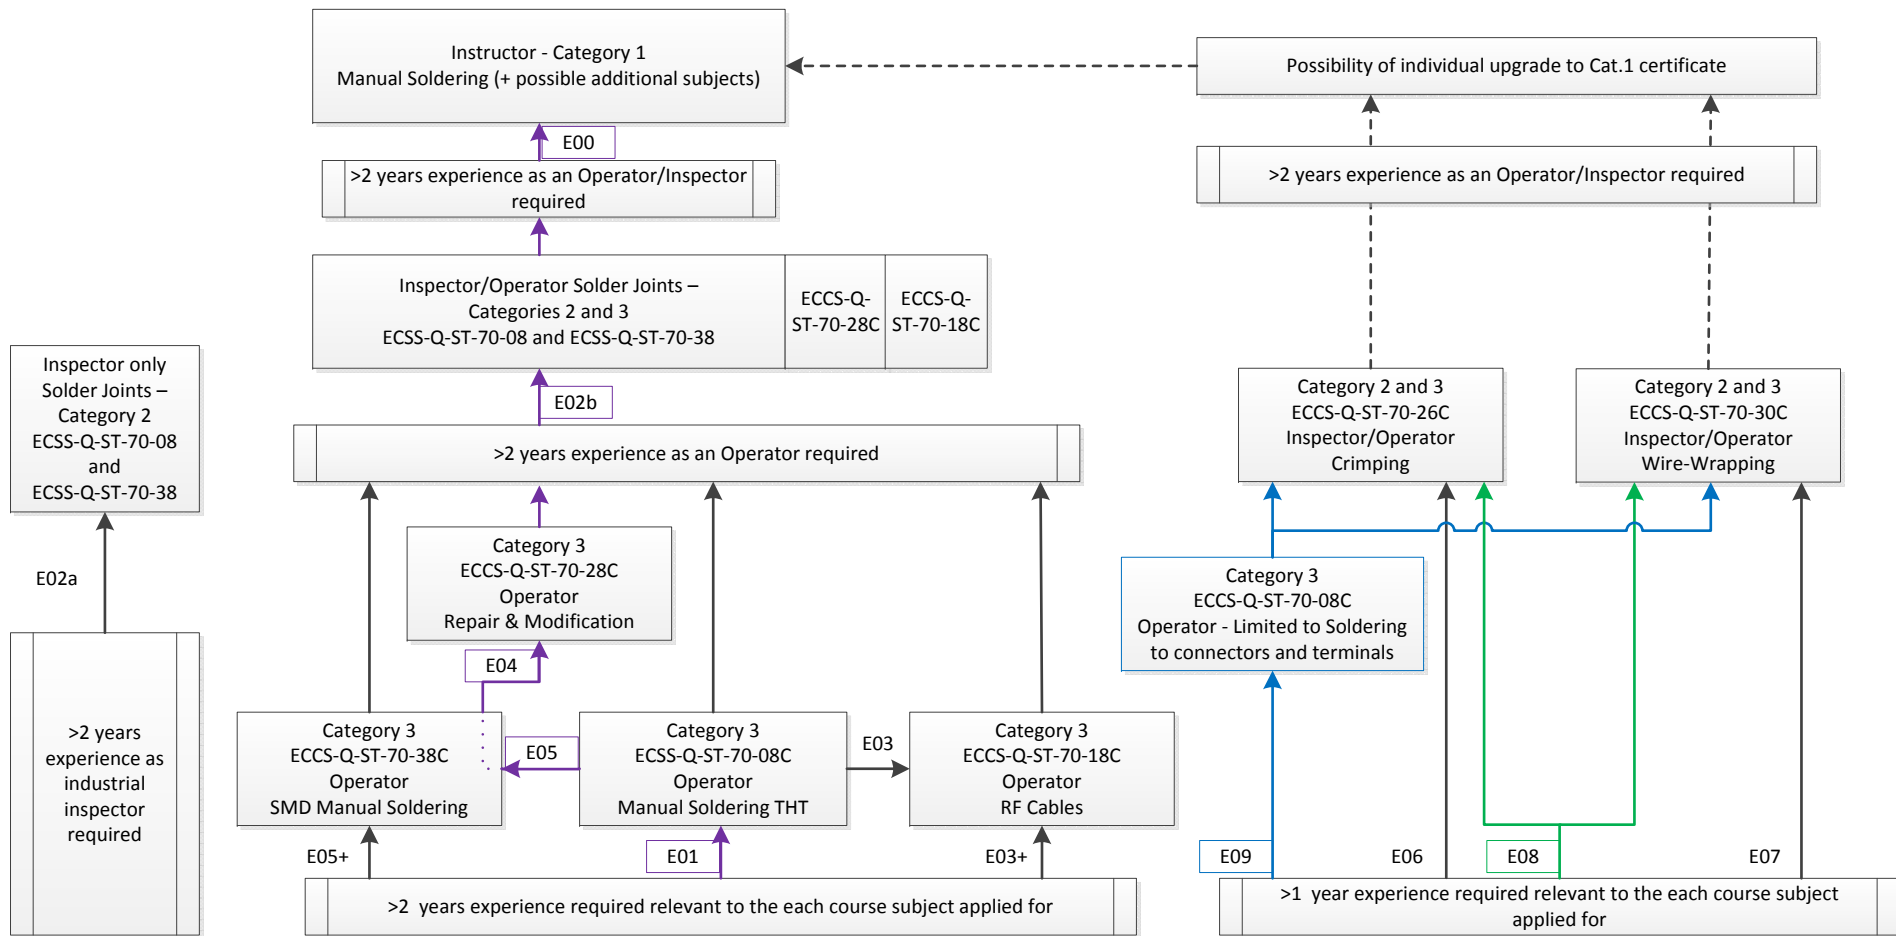 Instructor - Category 1
Manual Soldering (+ possible additional subjects)
Possibility of individual upgrade to Cat.1 certificate
E00
>2 years experience as an Operator/Inspector
required
>2 years experience as an Operator/Inspector required
Inspector/Operator Solder Joints –
Categories 2 and 3
ECSS-Q-ST-70-08 and ECSS-Q-ST-70-38
ECCS-Q-
ST-70-28C
ECCS-Q-
ST-70-18C
Inspector only
Solder Joints –
Category 2
ECSS-Q-ST-70-08
and
ECSS-Q-ST-70-38
E02b
Category 2 and 3
ECCS-Q-ST-70-26C
Inspector/Operator
Crimping
Category 2 and 3
ECCS-Q-ST-70-30C
Inspector/Operator
Wire-Wrapping
>2 years experience as an Operator required
E02a
Category 3
ECCS-Q-ST-70-28C
Operator
Repair & Modification
Category 3
ECCS-Q-ST-70-08C
Operator - Limited to Soldering
to connectors and terminals
E04
>2 years
experience as
industrial
inspector
required
Category 3
ECCS-Q-ST-70-38C
Operator
SMD Manual Soldering
E05
Category 3
ECSS-Q-ST-70-08C
Operator
Manual Soldering THT
E03
Category 3
ECCS-Q-ST-70-18C
Operator
RF Cables
E05+
E01
E03+
E09
E06
E08
E07
>2  years experience required relevant to the each course subject applied for
>1  year experience required relevant to the each course subject
applied for